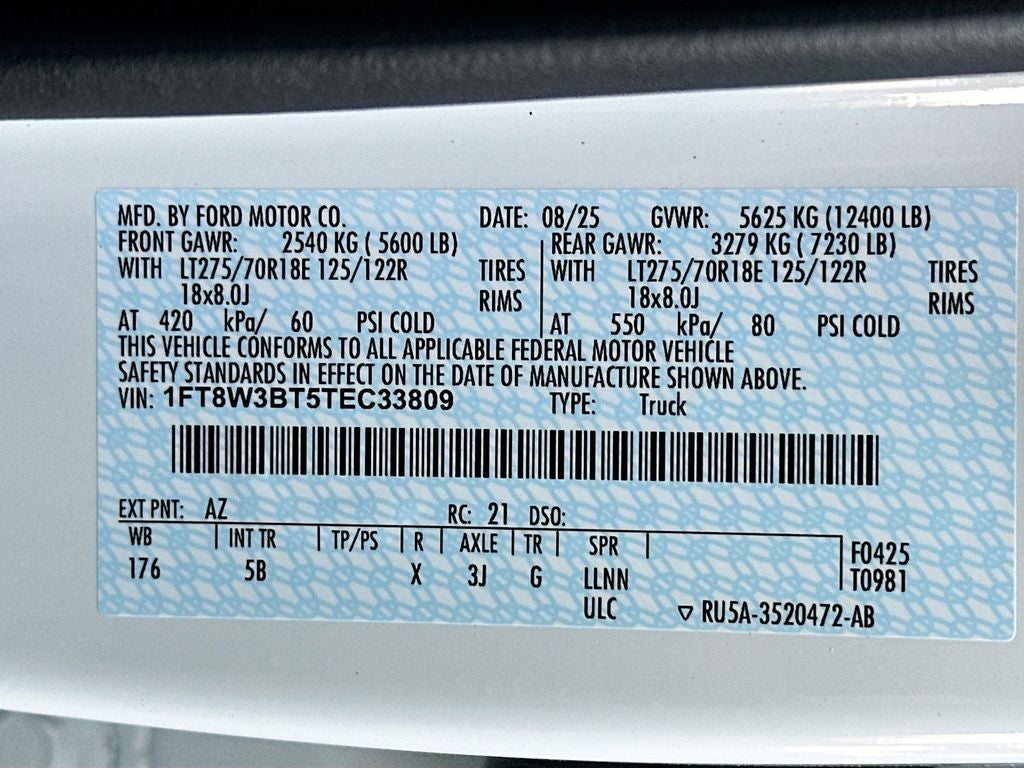 MFD. BY FORD MOTOR CO. DATE: 08/25 GVWR: 5625 KG (12400 LB)
FRONT GAWR: 2540 KG ( 5600 LB) REAR GAWR: 3279 KG ( 7230 LB)
WITH LT275/70R18E 125/122R TIRES WITH LT275/70R18E 125/122R TIRES
18x8.0J RIMS 18x8.0J RIMS
AT 420 kPa/ 60 PSI COLD AT 550 kPa/ 80 PSI COLD
THIS VEHICLE CONFORMS TO ALL APPLICABLE FEDERAL MOTOR VEHICLE
SAFETY STANDARDS IN EFFECT ON THE DATE OF MANUFACTURE SHOWN ABOVE.
VIN: 1FT8W3BT5TEC33809 TYPE: Truck
EXT PNT: AZ RC: 21 DSO:
WB INT TR TP/PS R AXLE TR SPR F0425
176 5B X 3J G LLNN T0981
ULC ▽ RU5A-3520472-AB